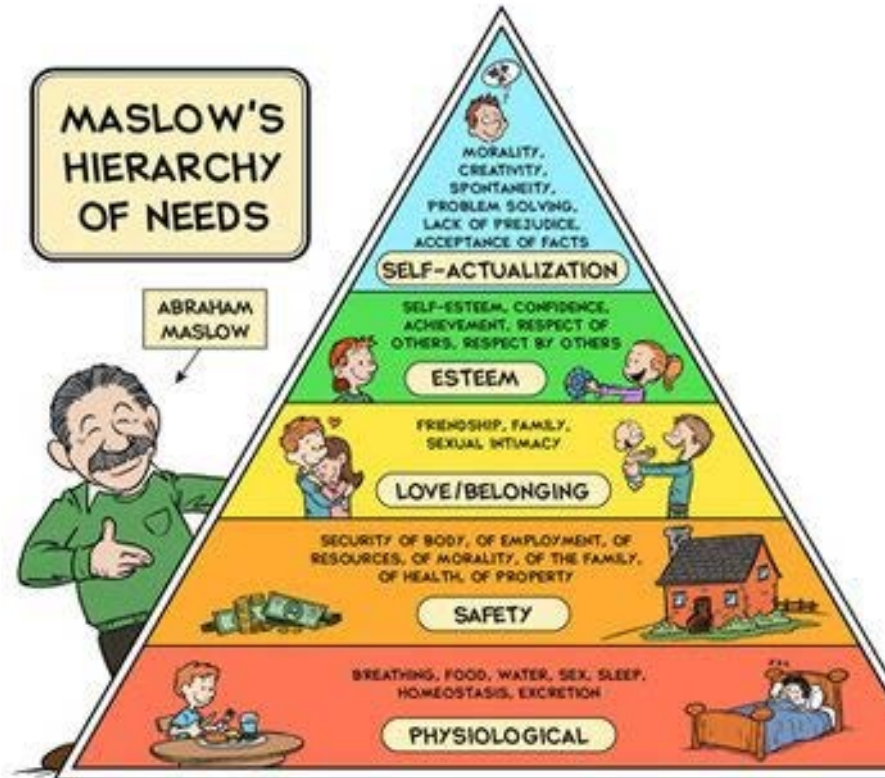 MASLOW'S
HIERARCHY
OF NEEDS
ABRAHAM
MASLOW
MORALITY,
CREATIVITY,
SPONTANEITY,
PROBLEM SOLVING,
LACK OF PREJUDICE,
ACCEPTANCE OF FACTS
SELF-ACTUALIZATION
SELF-ESTEEM, CONFIDENCE,
ACHIEVEMENT, RESPECT OF
OTHERS, RESPECT BY OTHERS
ESTEEM
FRIENDSHIP, FAMILY,
SEXUAL INTIMACY
LOVE/BELONGING
SECURITY OF BODY, OF EMPLOYMENT, OF
RESOURCES, OF MORALITY, OF THE FAMILY,
OF HEALTH, OF PROPERTY
SAFETY
BREATHING, FOOD, WATER, SEX, SLEEP,
HOMEOSTASIS, EXCRETION
PHYSIOLOGICAL